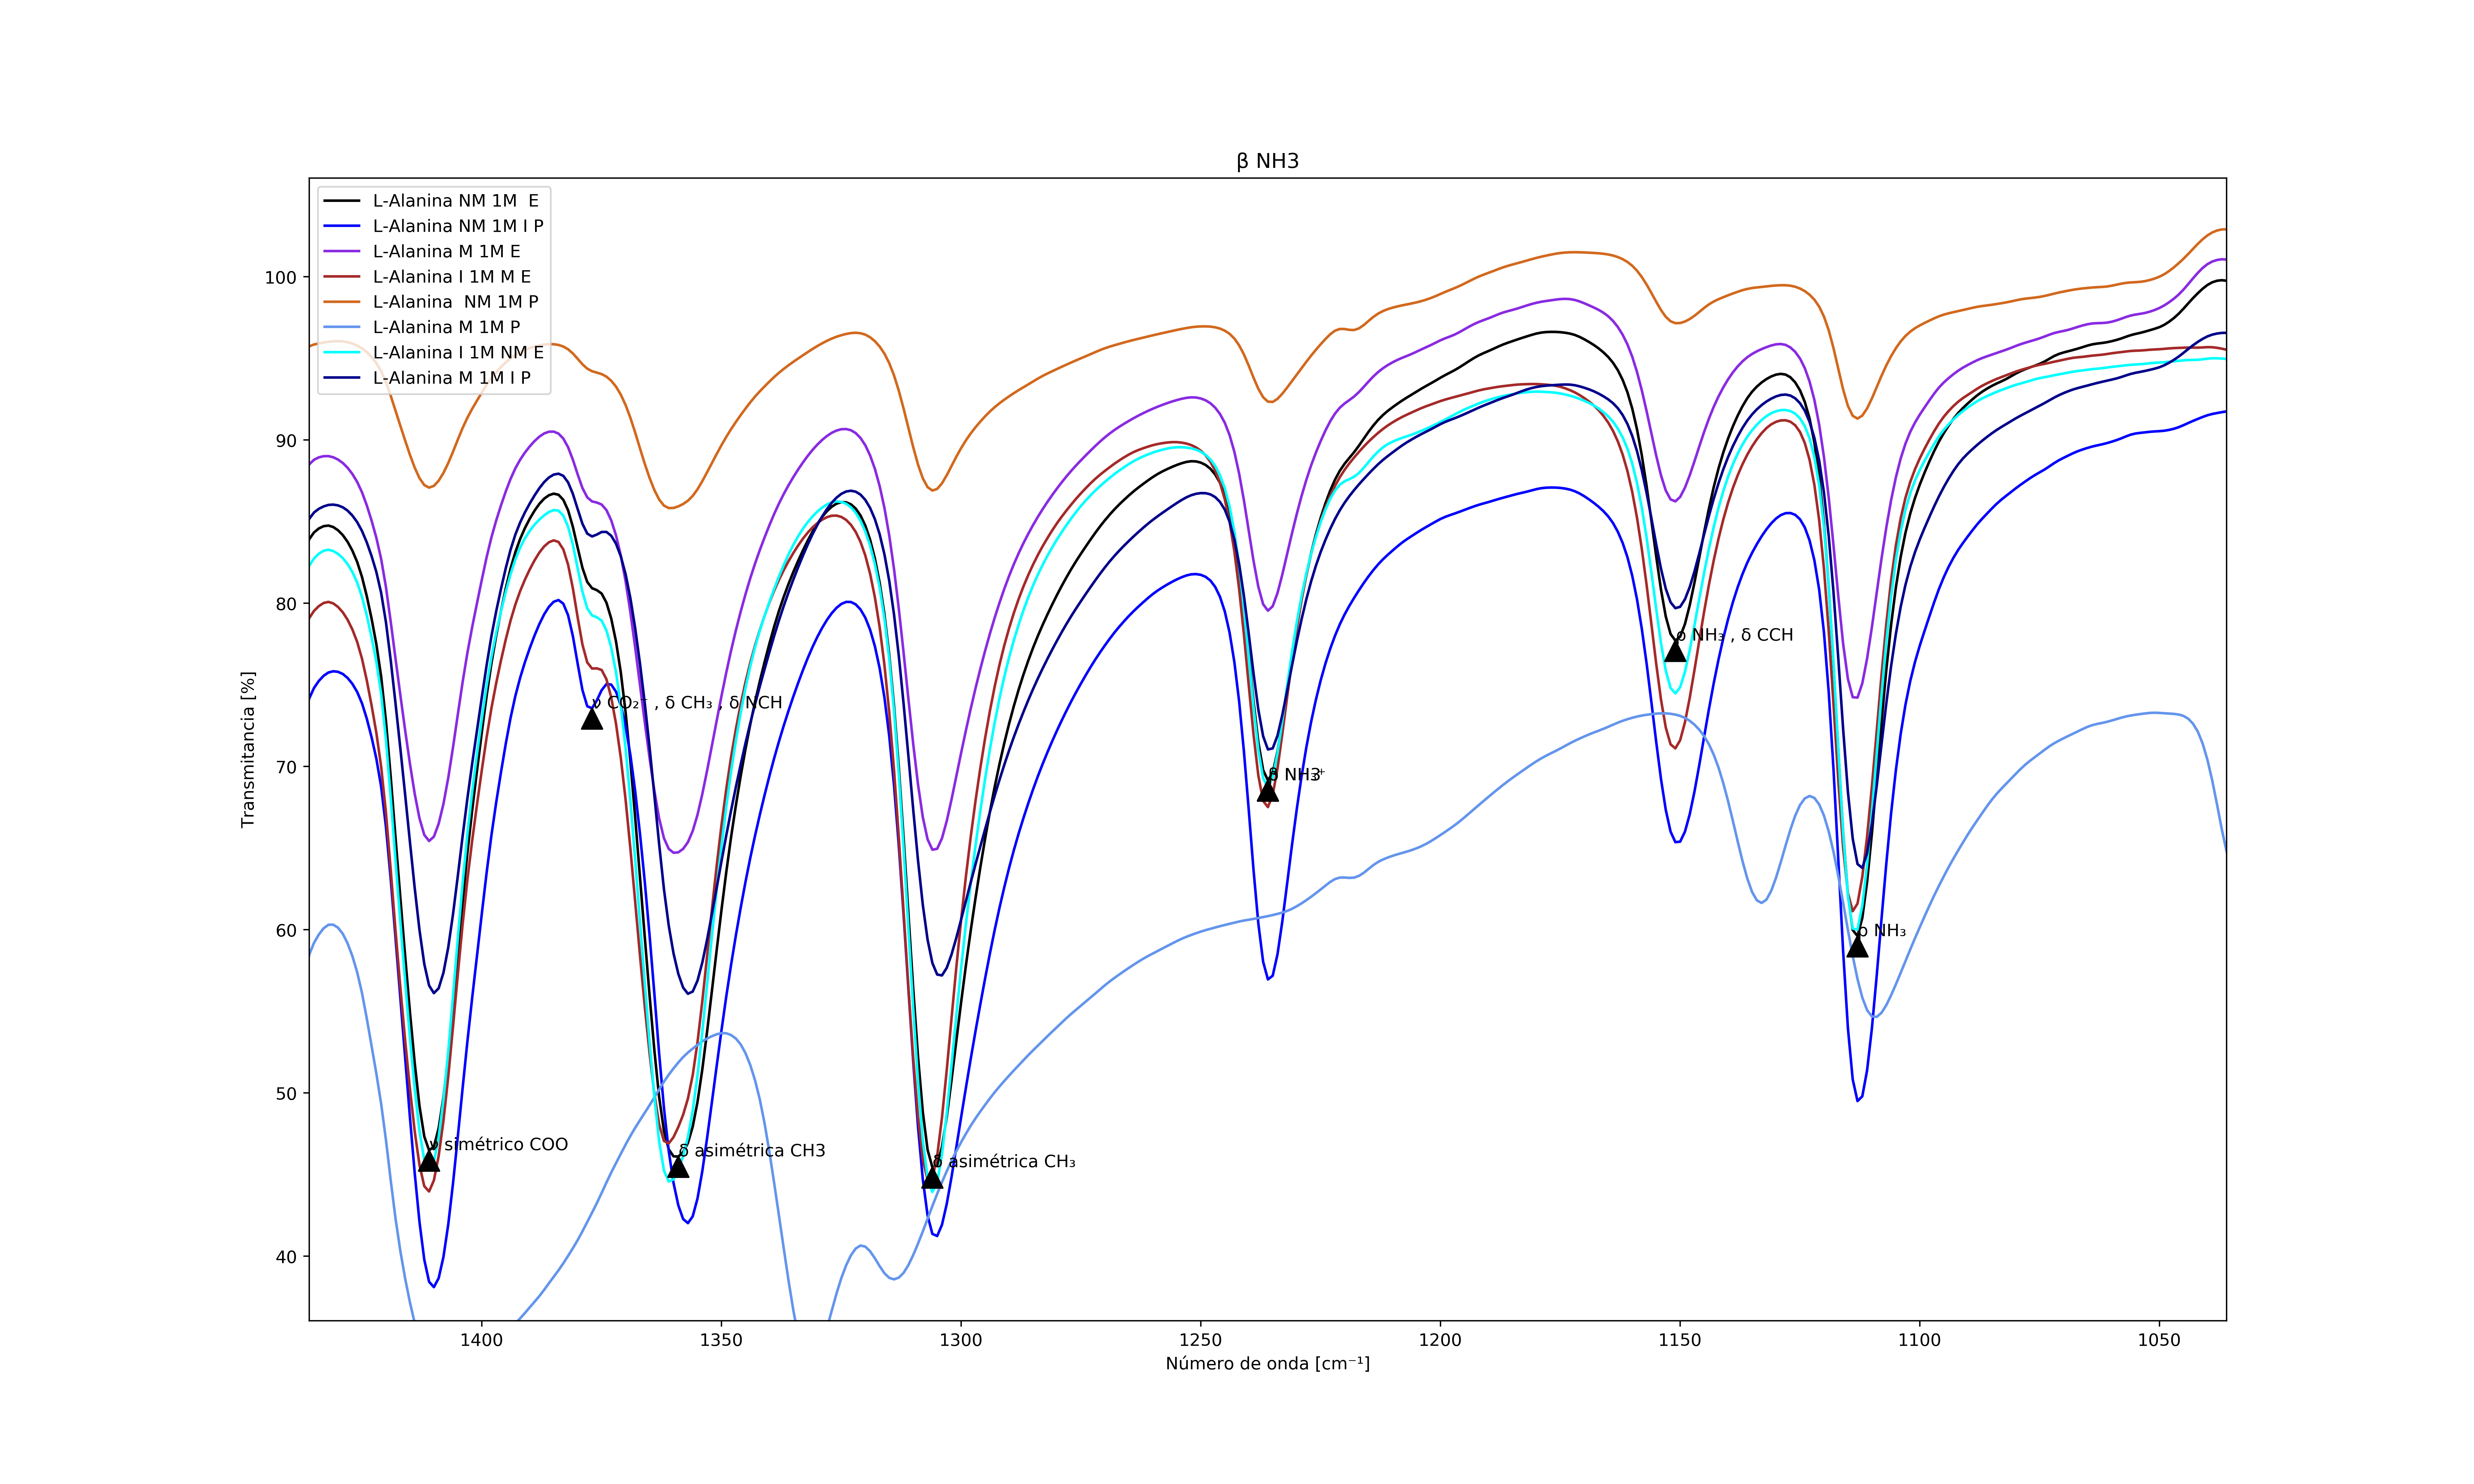 β NH3
L-Alanina NM 1M  E
L-Alanina NM 1M I P
L-Alanina M 1M E
L-Alanina I 1M M E
L-Alanina  NM 1M P
L-Alanina M 1M P
L-Alanina I 1M NM E
L-Alanina M 1M I P
100
90
80
70
60
50
40
Transmitancia [%]
ρ NH₃ , δ CCH
ν CO₂⁻ , δ CH₃ , δ NCH
NH3
ρ NH₃
ν simétrico COO
δ asimétrica CH3
δ asimétrica CH₃
1400
1350
1300
1250
1200
1150
1100
1050
Número de onda [cm⁻¹]